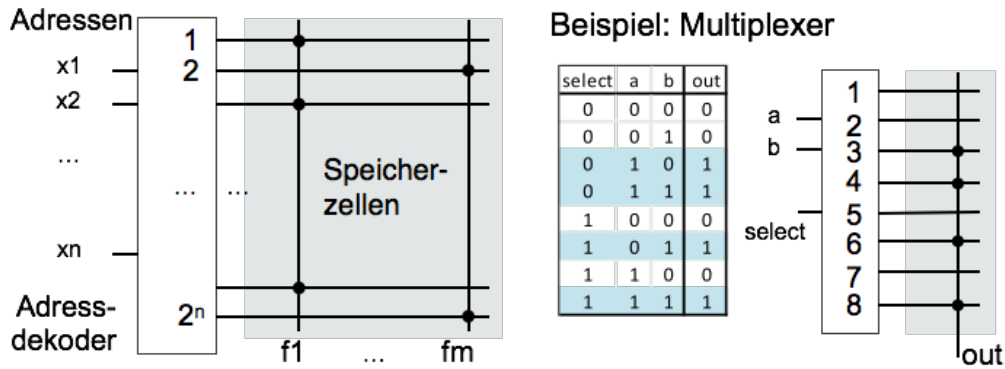 Adressen
x1
x2
...
xn
Adress-
dekoder
1
2
... ...
2ⁿ
Speicher-
zellen
f1 ... fm
Beispiel: Multiplexer
select a b out
0 0 0 0
0 0 1 0
0 1 0 1
0 1 1 1
1 0 0 0
1 0 1 1
1 1 0 0
1 1 1 1
a
b
select
1
2
3
4
5
6
7
8
out